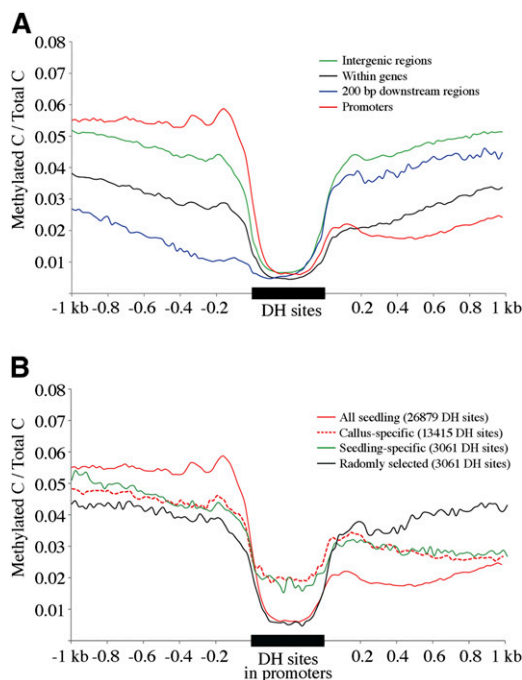 A
Methylated C / Total C
0.08
0.07
0.06
0.05
0.04
0.03
0.02
0.01
Intergenic regions
Within genes
200 bp downstream regions
Promoters
-1 kb -0.8 -0.6 -0.4 -0.2 DH sites 0.2 0.4 0.6 0.8 1 kb
B
Methylated C / Total C
0.08
0.07
0.06
0.05
0.04
0.03
0.02
0.01
All seedling (26879 DH sites)
Callus-specific (13415 DH sites)
Seedling-specific (3061 DH sites)
Radomly selected (3061 DH sites)
-1 kb -0.8 -0.6 -0.4 -0.2 DH sites 0.2 0.4 0.6 0.8 1 kb
in promoters